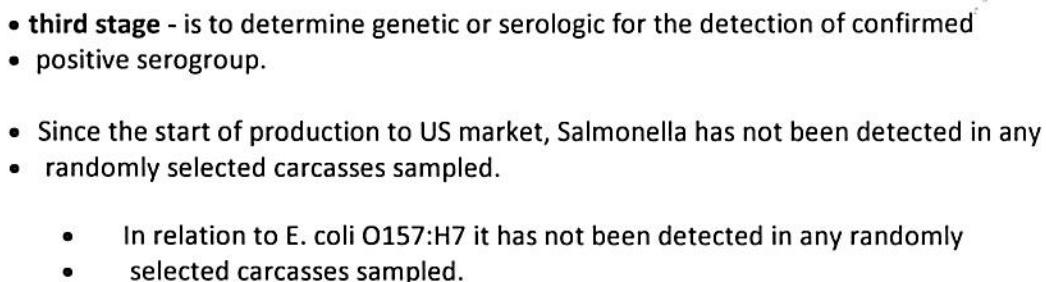 • third stage - is to determine genetic or serologic for the detection of confirmed
• positive serogroup.
• Since the start of production to US market, Salmonella has not been detected in any
• randomly selected carcasses sampled.
• In relation to E. coli O157:H7 it has not been detected in any randomly
• selected carcasses sampled.